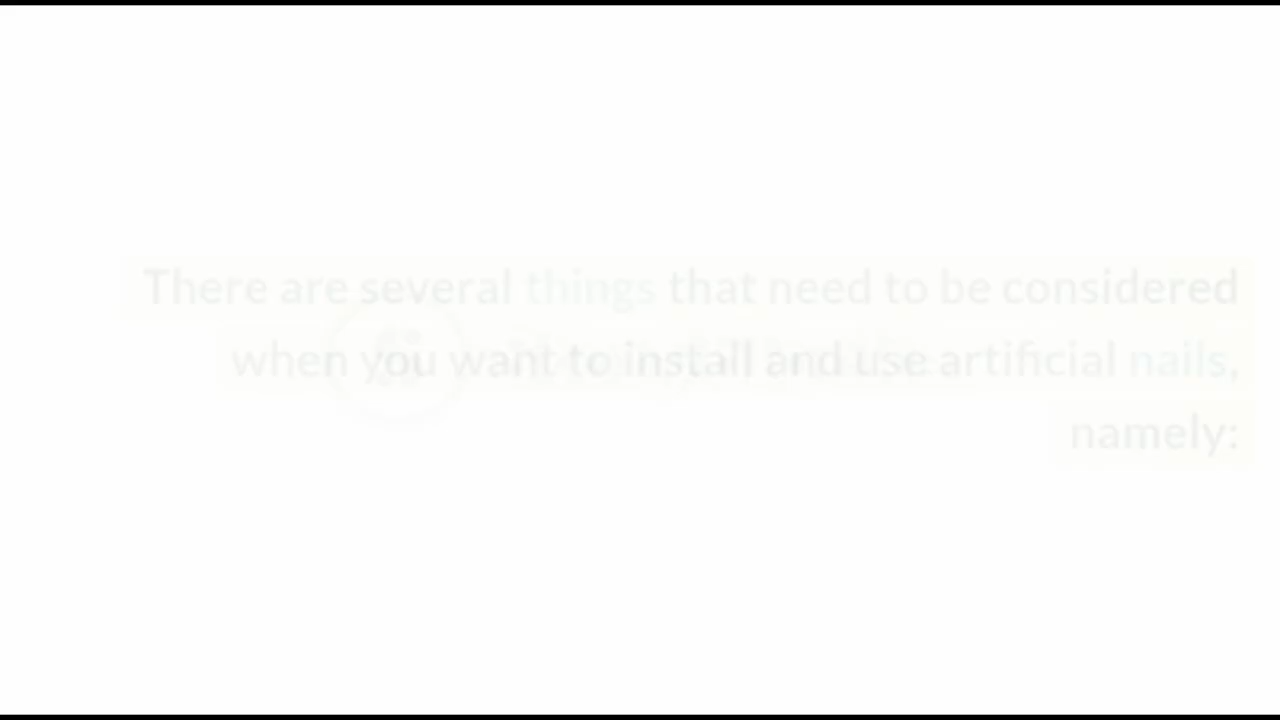 There are several things that need to be considered
when you want to install and use artificial nails,
namely: